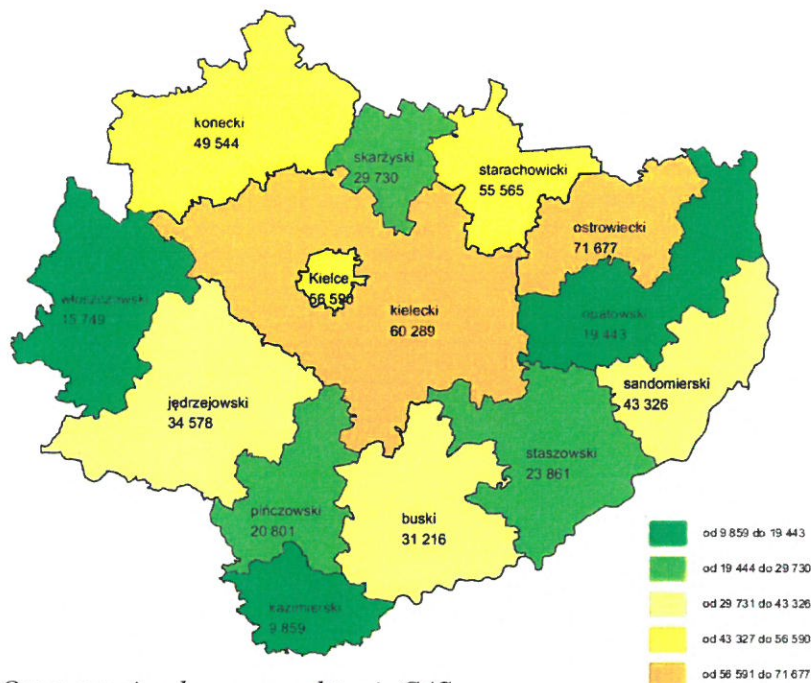 konecki
49 544
skarżyski
29 730
starachowicki
55 565
ostrowiecki
71 677
włoszczowski
15 749
Kielce
56 590
kielecki
60 289
opatowski
19 443
jędrzejowski
34 578
sandomierski
43 326
staszowski
23 861
pińczowski
20 801
buski
31 216
kazimierski
9 859
od 9 859 do 19 443
od 19 444 do 29 730
od 29 731 do 43 326
od 43 327 do 56 590
od 56 591 do 71 677